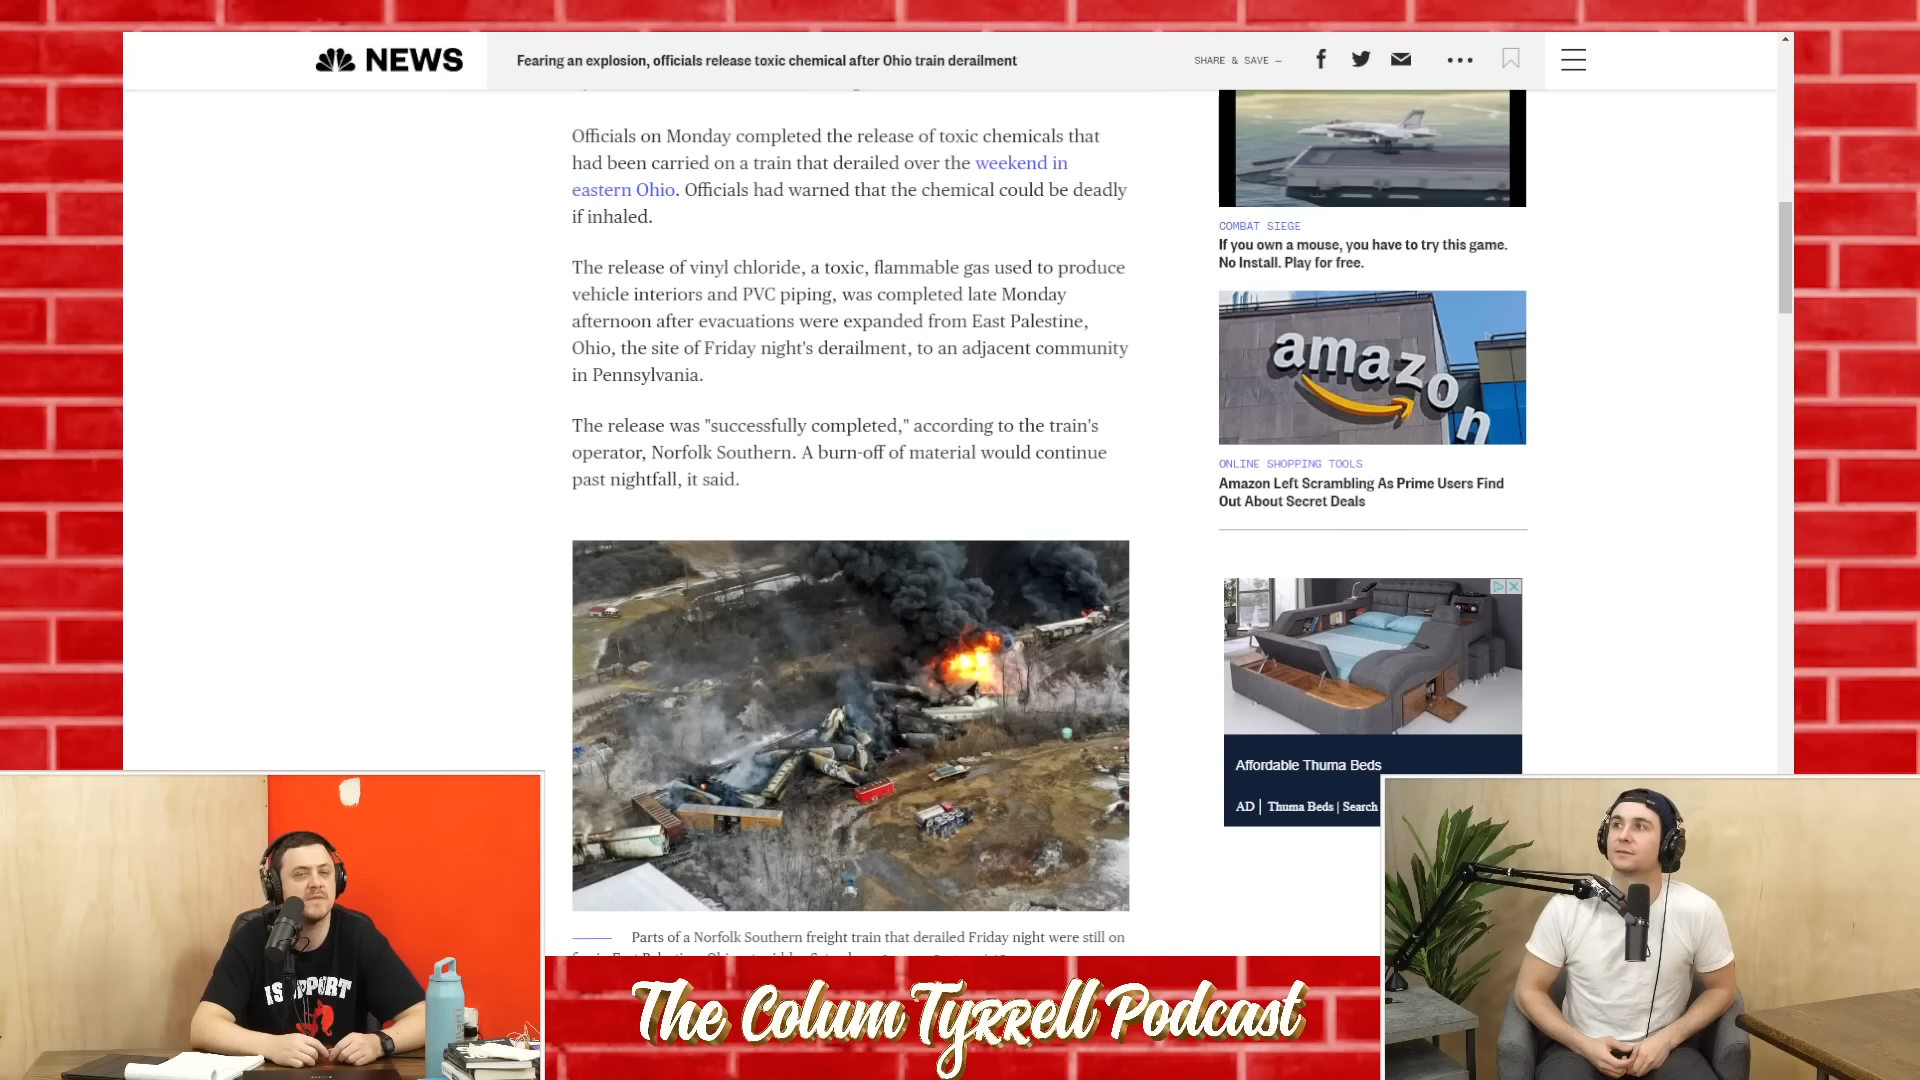 NEWS
Fearing an explosion, officials release toxic chemical after Ohio train derailment
SHARE & SAVE —
Officials on Monday completed the release of toxic chemicals that
had been carried on a train that derailed over the weekend in
eastern Ohio. Officials had warned that the chemical could be deadly
if inhaled.
The release of vinyl chloride, a toxic, flammable gas used to produce
vehicle interiors and PVC piping, was completed late Monday
afternoon after evacuations were expanded from East Palestine,
Ohio, the site of Friday night's derailment, to an adjacent community
in Pennsylvania.
The release was "successfully completed," according to the train's
operator, Norfolk Southern. A burn-off of material would continue
past nightfall, it said.
Parts of a Norfolk Southern freight train that derailed Friday night were still on
COMBAT SIEGE
If you own a mouse, you have to try this game.
No Install. Play for free.
amazon
ONLINE SHOPPING TOOLS
Amazon Left Scrambling As Prime Users Find
Out About Secret Deals
Affordable Thuma Beds
AD | Thuma Beds | Search
I SUPPORT
The Colum Tyrrell Podcast